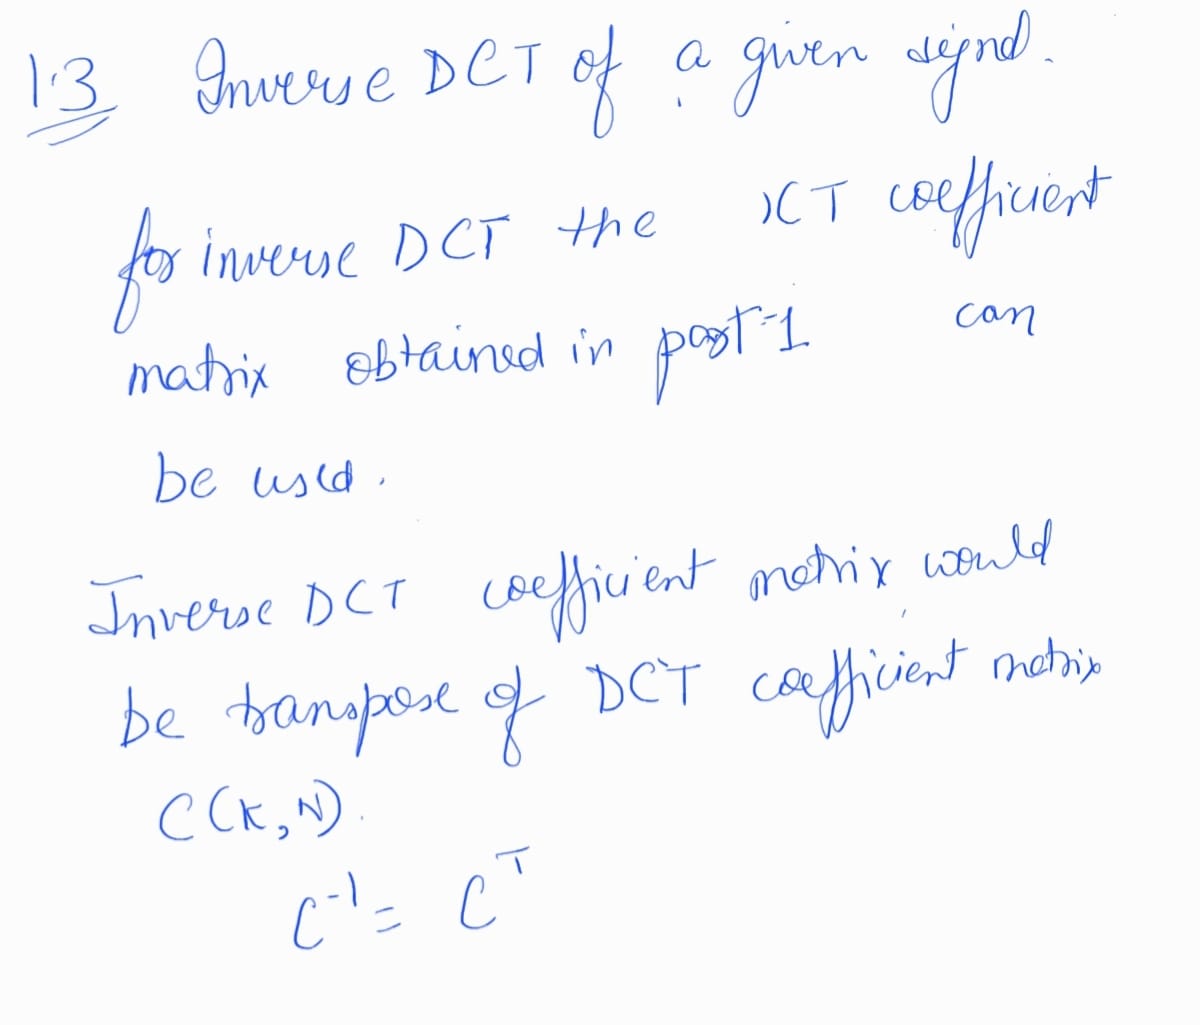 1.3 Inverse DCT of a given signal.
for inverse DCT the DCT coefficient
matrix obtained in part-1 can
be used.
Inverse DCT coefficient matrix would
be transpose of DCT coefficient matrix
C(K,N).
C⁻¹ = Cᵀ